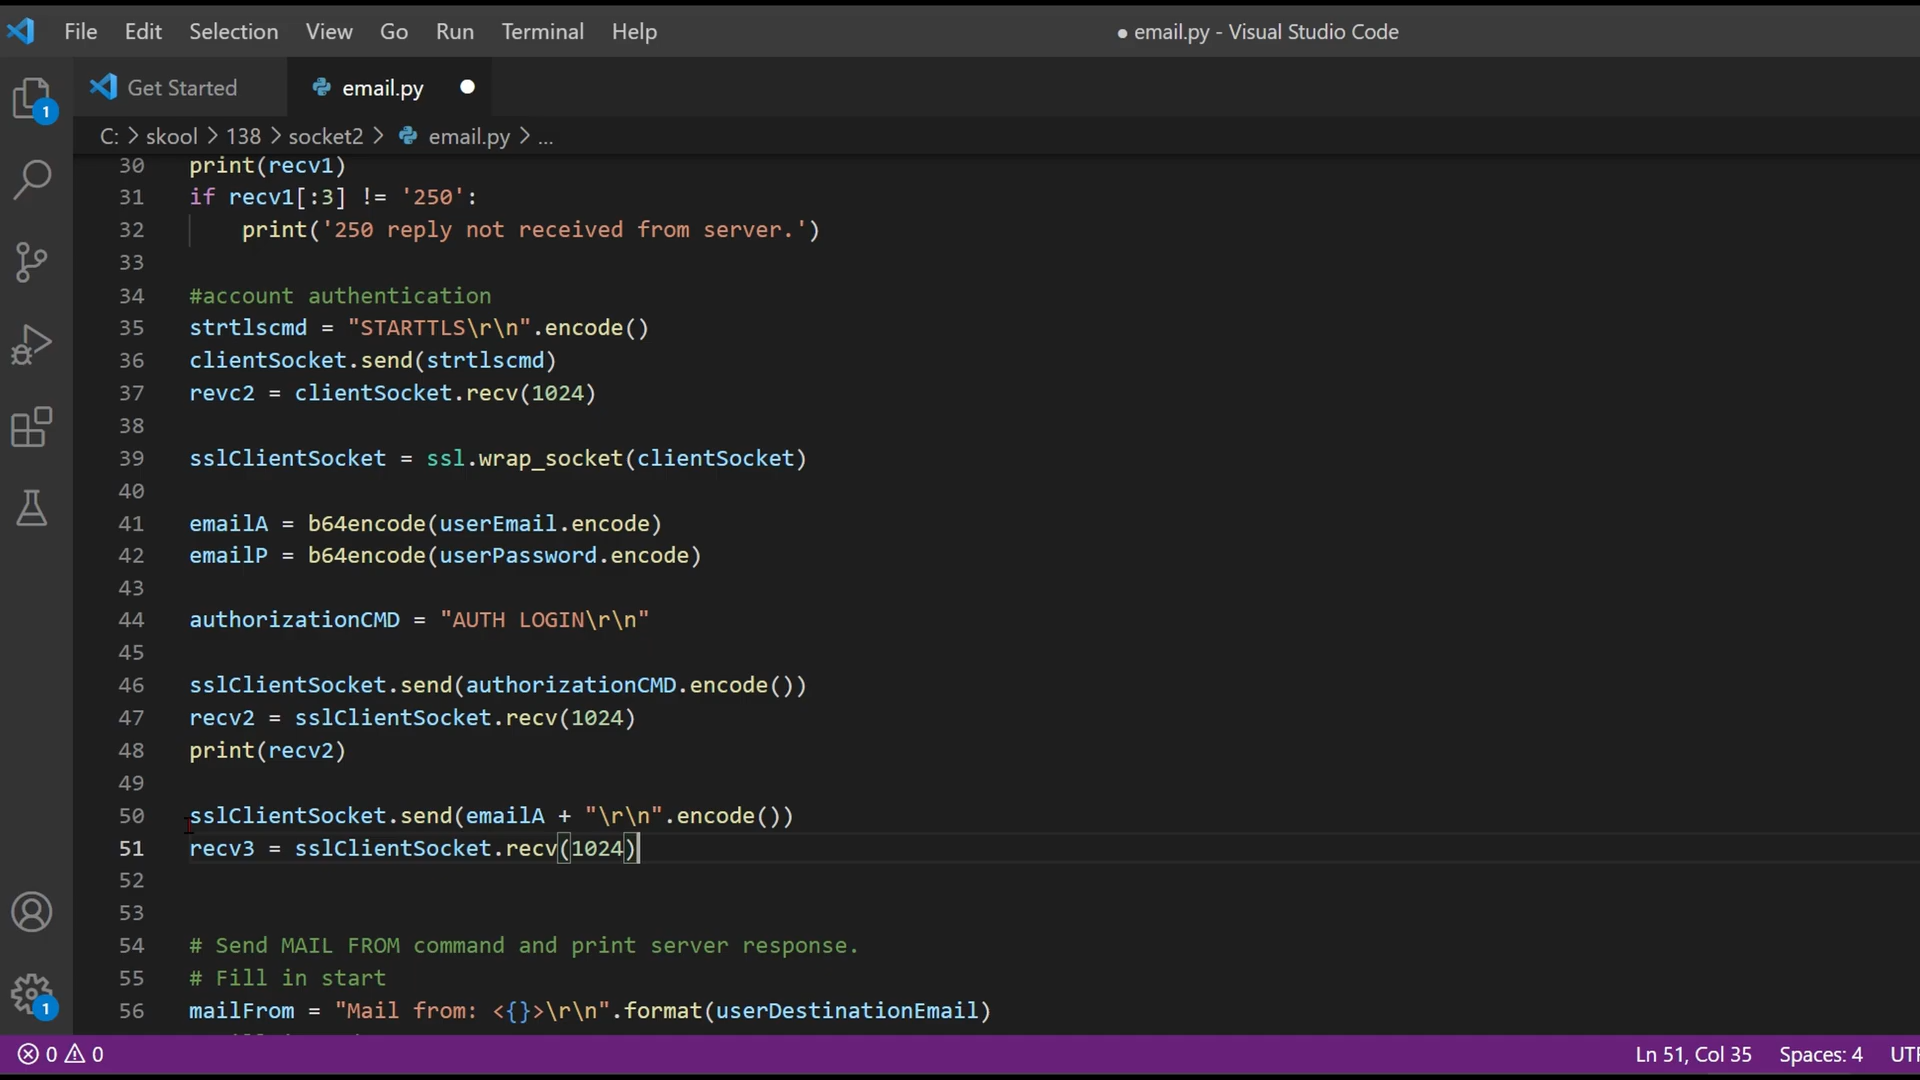 File Edit Selection View Go Run Terminal Help ● email.py - Visual Studio Code
Get Started email.py ●
1
C: > skool > 138 > socket2 > email.py > ...
30 print(recv1)
31 if recv1[:3] != '250':
32     print('250 reply not received from server.')
33
34 #account authentication
35 strtlscmd = "STARTTLS\r\n".encode()
36 clientSocket.send(strtlscmd)
37 revc2 = clientSocket.recv(1024)
38
39 sslClientSocket = ssl.wrap_socket(clientSocket)
40
41 emailA = b64encode(userEmail.encode)
42 emailP = b64encode(userPassword.encode)
43
44 authorizationCMD = "AUTH LOGIN\r\n"
45
46 sslClientSocket.send(authorizationCMD.encode())
47 recv2 = sslClientSocket.recv(1024)
48 print(recv2)
49
50 sslClientSocket.send(emailA + "\r\n".encode())
51 recv3 = sslClientSocket.recv(1024)
52
53
54 # Send MAIL FROM command and print server response.
55 # Fill in start
56 mailFrom = "Mail from: <{}>\r\n".format(userDestinationEmail)
1
0 0 Ln 51, Col 35 Spaces: 4